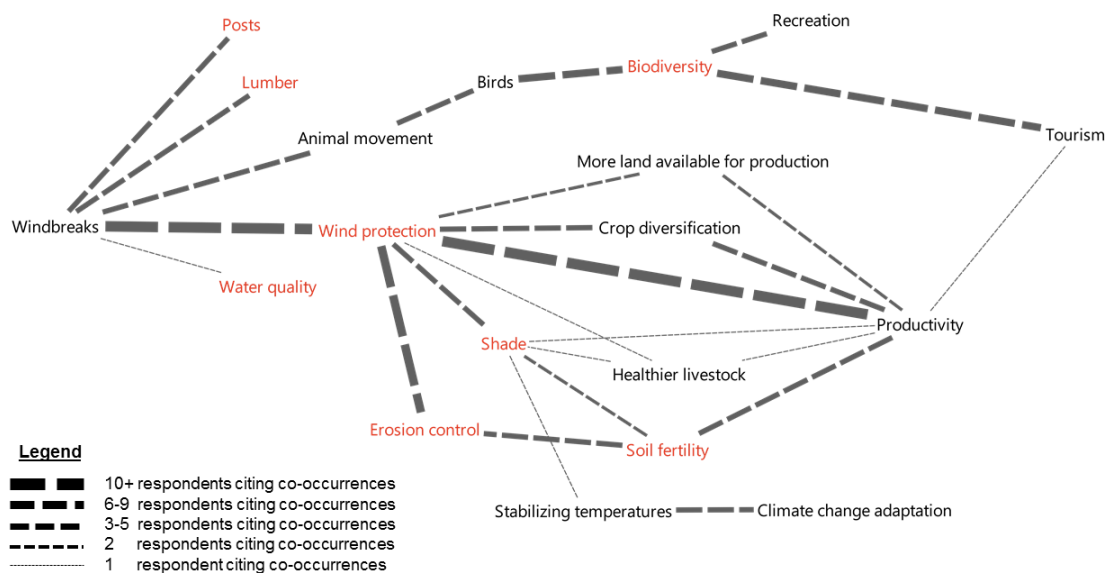 Recreation
Posts
Biodiversity
Lumber
Birds
Tourism
Animal movement
More land available for production
Windbreaks
Wind protection
Crop diversification
Water quality
Productivity
Shade
Healthier livestock
Erosion control
Soil fertility
Legend
10+ respondents citing co-occurrences
6-9 respondents citing co-occurrences
3-5 respondents citing co-occurrences
2 respondents citing co-occurrences
1 respondent citing co-occurrences
Stabilizing temperatures
Climate change adaptation